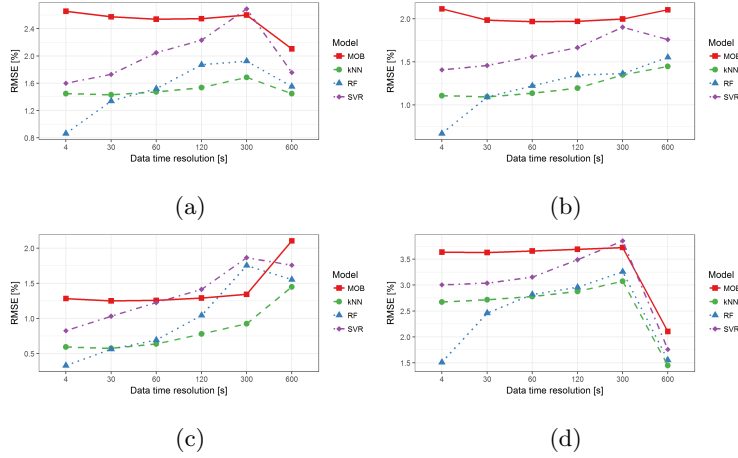 RMSE [%]
2.4
2.0
1.6
1.2
0.8
4
30
60
120
300
600
Data time resolution [s]
Model
MOB
kNN
RF
SVR
(a)
RMSE [%]
2.0
1.5
1.0
4
30
60
120
300
600
Data time resolution [s]
Model
MOB
kNN
RF
SVR
(b)
RMSE [%]
2.0
1.5
1.0
0.5
4
30
60
120
300
600
Data time resolution [s]
Model
MOB
kNN
RF
SVR
(c)
RMSE [%]
3.5
3.0
2.5
2.0
1.5
4
30
60
120
300
600
Data time resolution [s]
Model
MOB
kNN
RF
SVR
(d)